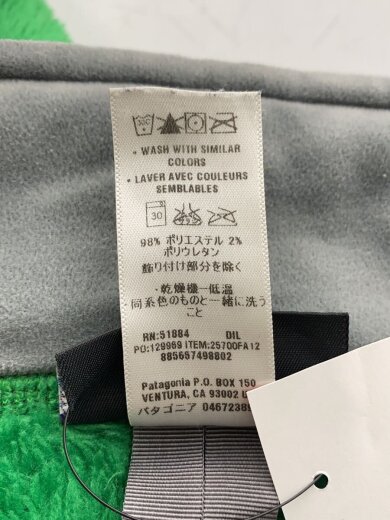 30C
• WASH WITH SIMILAR
COLORS
• LAVER AVEC COULEURS
SEMBLABLES
30
98% ポリエステル 2%
ポリウレタン
飾り付け部分を除く
・乾燥機一低温
・同系色のものと一緒に洗う
こと
RN:51884 DIL
PO:129969 ITEM:25700FA12
885657498802
Patagonia P.O. BOX 150
VENTURA, CA 93002 U
パタゴニア 0467238